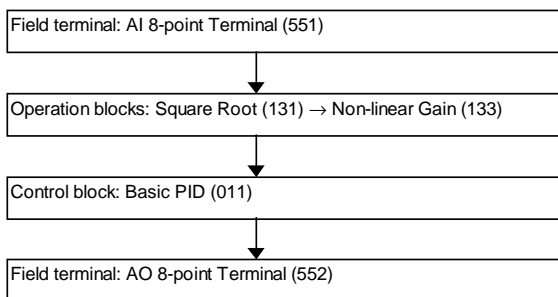 Field terminal: AI 8-point Terminal (551)
Operation blocks: Square Root (131) → Non-linear Gain (133)
Control block: Basic PID (011)
Field terminal: AO 8-point Terminal (552)